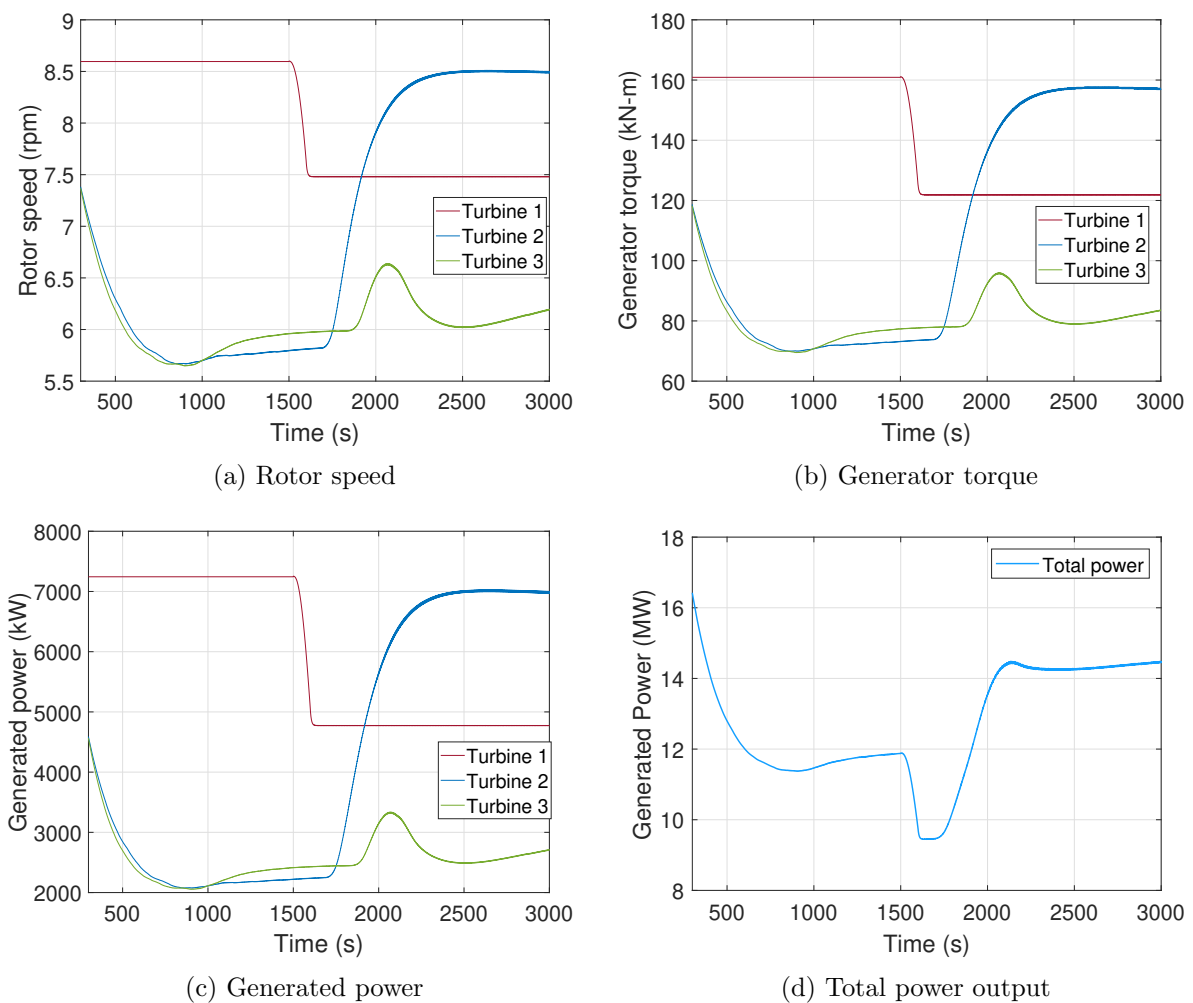 9
8.5
8
7.5
7
6.5
6
5.5
Rotor speed (rpm)
Turbine 1
Turbine 2
Turbine 3
500 1000 1500 2000 2500 3000
Time (s)
(a) Rotor speed
180
160
140
120
100
80
60
Generator torque (kN-m)
Turbine 1
Turbine 2
Turbine 3
500 1000 1500 2000 2500 3000
Time (s)
(b) Generator torque
8000
7000
6000
5000
4000
3000
2000
Generated power (kW)
Turbine 1
Turbine 2
Turbine 3
500 1000 1500 2000 2500 3000
Time (s)
(c) Generated power
18
16
14
12
10
8
Generated Power (MW)
Total power
500 1000 1500 2000 2500 3000
Time (s)
(d) Total power output